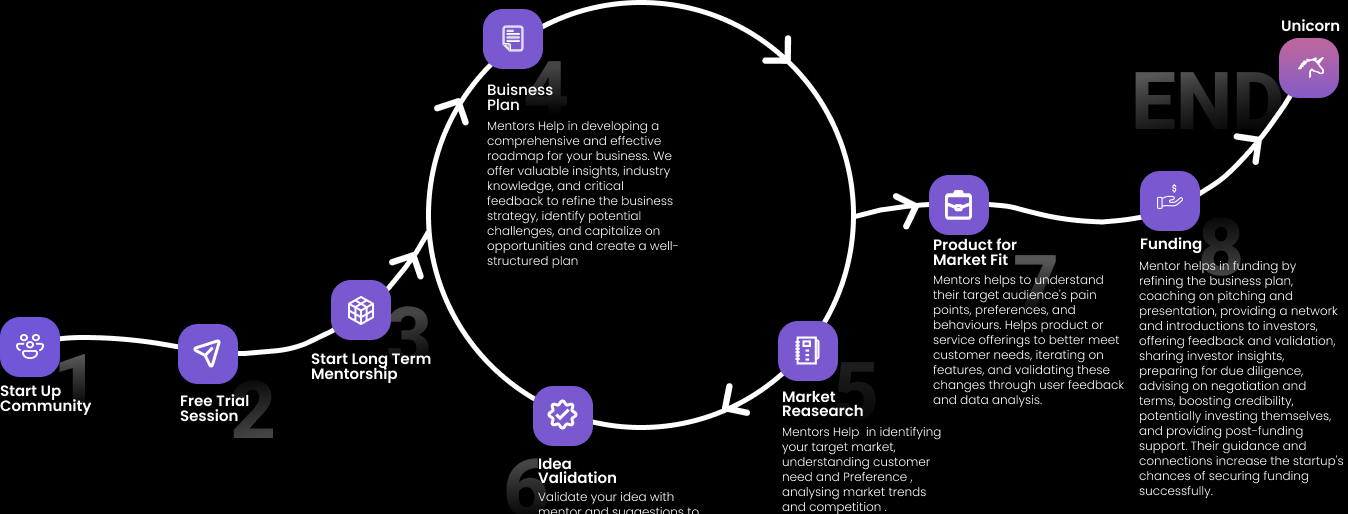 1
Start Up
Community
2
Free Trial
Session
3
Start Long Term
Mentorship
4
Buisness
Plan
Mentors Help in developing a
comprehensive and effective
roadmap for your business. We
offer valuable insights, industry
knowledge, and critical
feedback to refine the business
strategy, identify potential
challenges, and capitalize on
opportunities and create a well-
structured plan
5
Market
Reasearch
Mentors Help  in identifying
your target market,
understanding customer
need and Preference ,
analysing market trends
and competition .
6
Idea
Validation
Validate your idea with
mentor and suggestions to
7
Product for
Market Fit
Mentors helps to understand
their target audience's pain
points, preferences, and
behaviours. Helps product or
service offerings to better meet
customer needs, iterating on
features, and validating these
changes through user feedback
and data analysis.
8
Funding
Mentor helps in funding by
refining the business plan,
coaching on pitching and
presentation, providing a network
and introductions to investors,
offering feedback and validation,
sharing investor insights,
preparing for due diligence,
advising on negotiation and
terms, boosting credibility,
potentially investing themselves,
and providing post-funding
support. Their guidance and
connections increase the startup's
chances of securing funding
successfully.
END
Unicorn